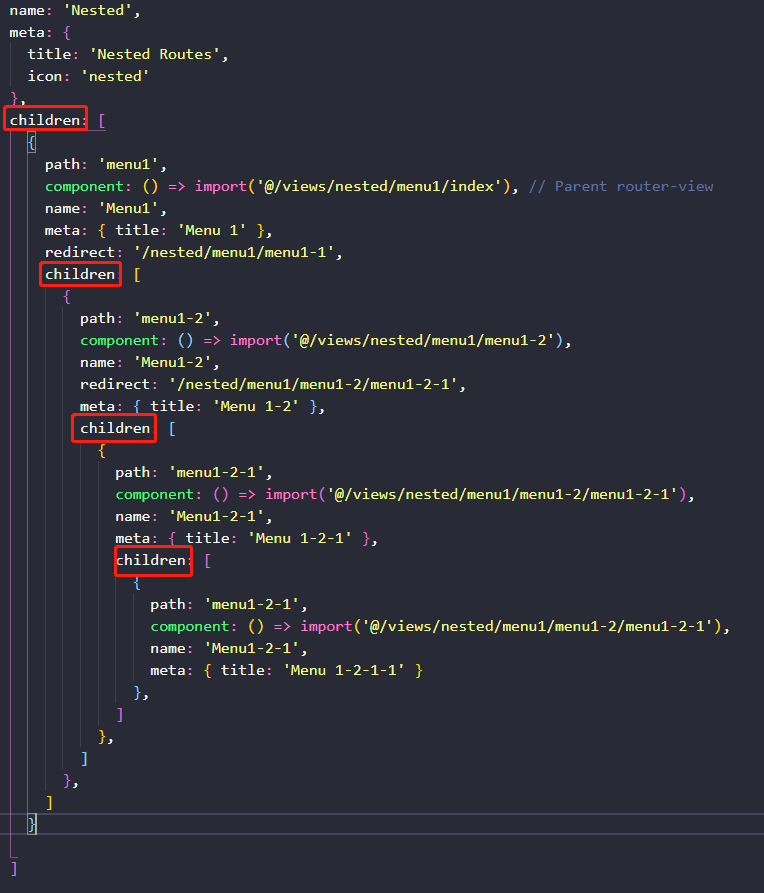 name: 'Nested',
meta: {
  title: 'Nested Routes',
  icon: 'nested'
},
children: [
  {
    path: 'menu1',
    component: () => import('@/views/nested/menu1/index'), // Parent router-view
    name: 'Menu1',
    meta: { title: 'Menu 1' },
    redirect: '/nested/menu1/menu1-1',
    children: [
      {
        path: 'menu1-2',
        component: () => import('@/views/nested/menu1/menu1-2'),
        name: 'Menu1-2',
        redirect: '/nested/menu1/menu1-2/menu1-2-1',
        meta: { title: 'Menu 1-2' },
        children [
          {
            path: 'menu1-2-1',
            component: () => import('@/views/nested/menu1/menu1-2/menu1-2-1'),
            name: 'Menu1-2-1',
            meta: { title: 'Menu 1-2-1' },
            children: [
              {
                path: 'menu1-2-1',
                component: () => import('@/views/nested/menu1/menu1-2/menu1-2-1'),
                name: 'Menu1-2-1',
                meta: { title: 'Menu 1-2-1-1' }
              },
            ]
          },
        ]
      },
    ]
  }
]